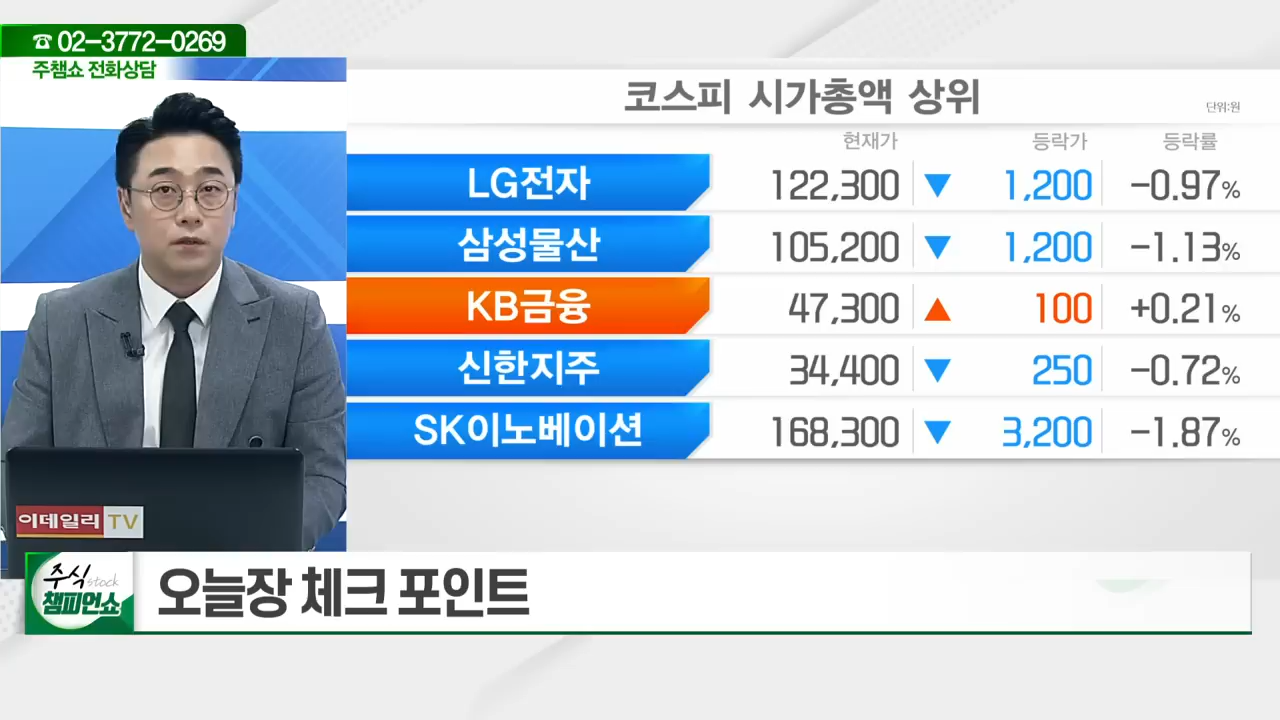 ☎ 02-3772-0269
주챔쇼 전화상담
코스피 시가총액 상위
단위:원
현재가 등락가 등락률
LG전자 122,300 ▼ 1,200 -0.97%
삼성물산 105,200 ▼ 1,200 -1.13%
KB금융 47,300 ▲ 100 +0.21%
신한지주 34,400 ▼ 250 -0.72%
SK이노베이션 168,300 ▼ 3,200 -1.87%
이데일리 TV
주식 stock
챔피언쇼
오늘장 체크 포인트